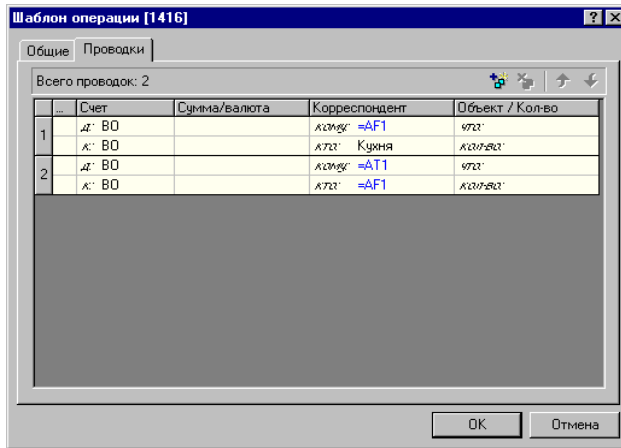 Шаблон операции [1416]
Общие Проводки
Всего проводок: 2
... Счет Сумма/валюта Корреспондент Объект / Кол-во
1 д: ВО кому: =AF1 что:
к: ВО кто: Кухня кол-во:
2 д: ВО кому: =AT1 что:
к: ВО кто: =AF1 кол-во:
OK Отмена